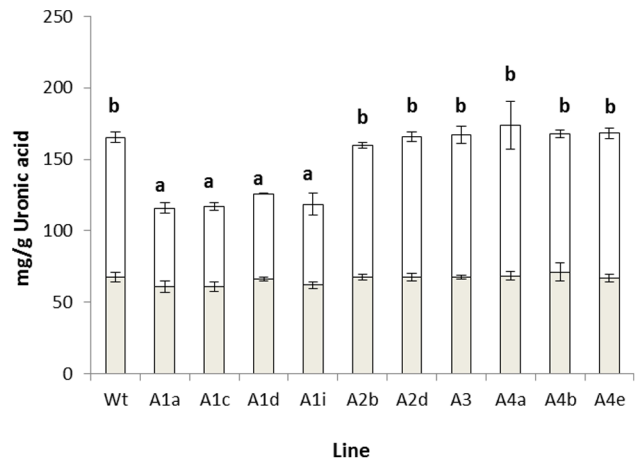 250
200
150
100
50
0
mg/g Uronic acid
b a a a a b b b b b b
Wt A1a A1c A1d A1i A2b A2d A3 A4a A4b A4e
Line